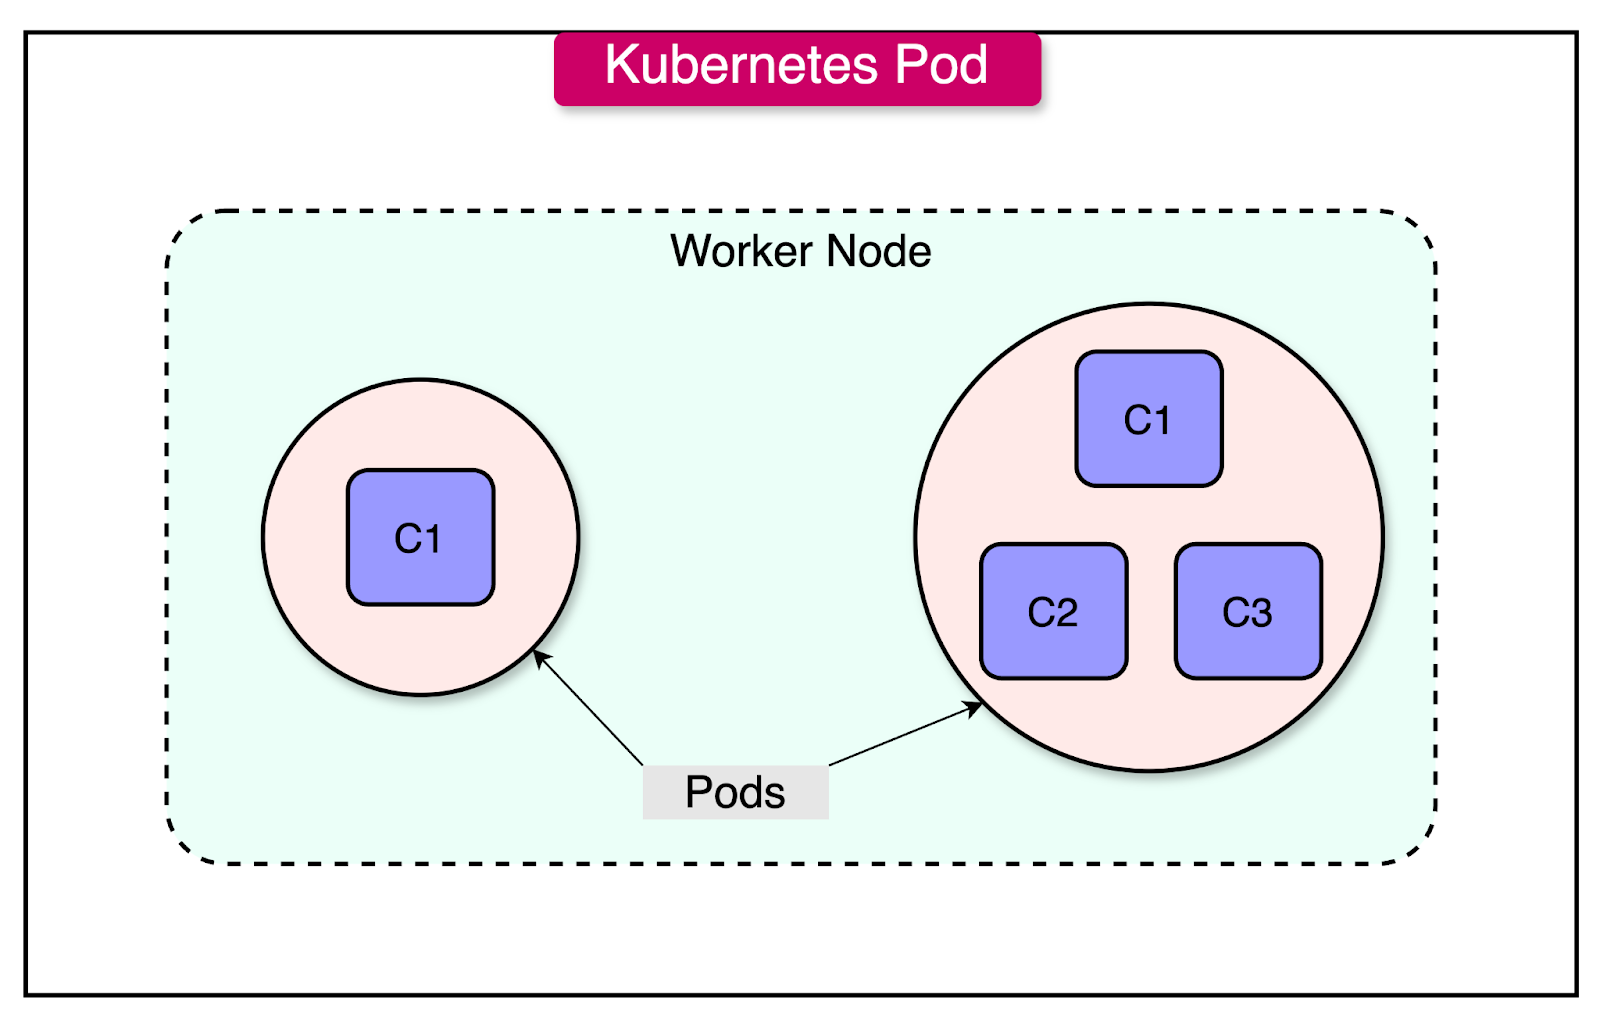 Kubernetes Pod
Worker Node
C1
C1
C2
C3
Pods